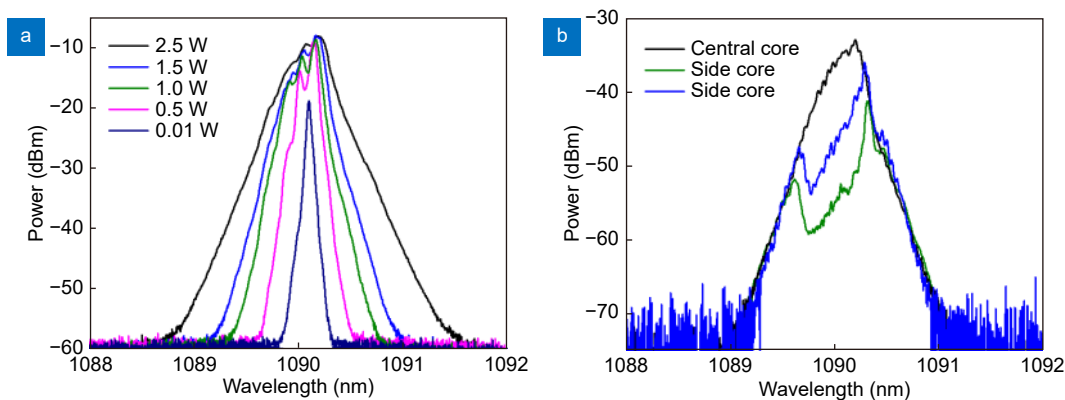 a
2.5 W
1.5 W
1.0 W
0.5 W
0.01 W
−10
−20
−30
−40
−50
−60
Power (dBm)
1088
1089
1090
1091
1092
Wavelength (nm)
b
Central core
Side core
Side core
−30
−40
−50
−60
−70
Power (dBm)
1088
1089
1090
1091
1092
Wavelength (nm)